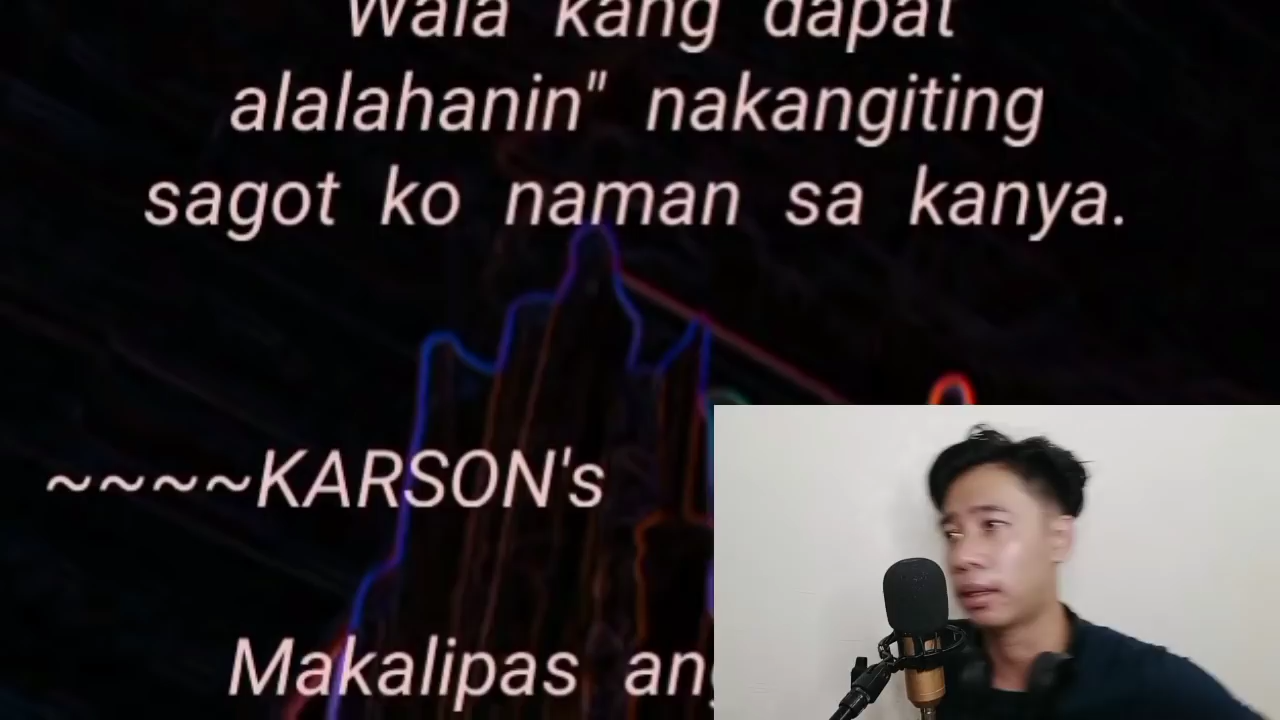 Wala kang dapat
alalahanin" nakangiting
sagot ko naman sa kanya.
~~~~KARSON's
Makalipas